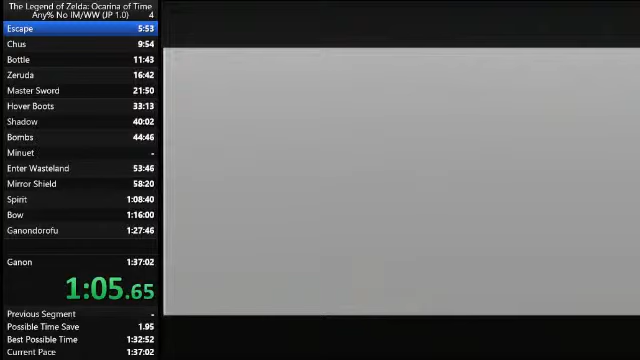 The Legend of Zelda: Ocarina of Time
Any% No IM/WW (JP 1.0) 4
Escape 5:53
Chus 9:54
Bottle 11:43
Zeruda 16:42
Master Sword 21:50
Hover Boots 33:13
Shadow 40:02
Bombs 44:46
Minuet -
Enter Wasteland 53:46
Mirror Shield 58:20
Spirit 1:08:40
Bow 1:16:00
Ganondorofu 1:27:46
Ganon 1:37:02
1:05.65
Previous Segment -
Possible Time Save 1.95
Best Possible Time 1:32:52
Current Pace 1:37:02